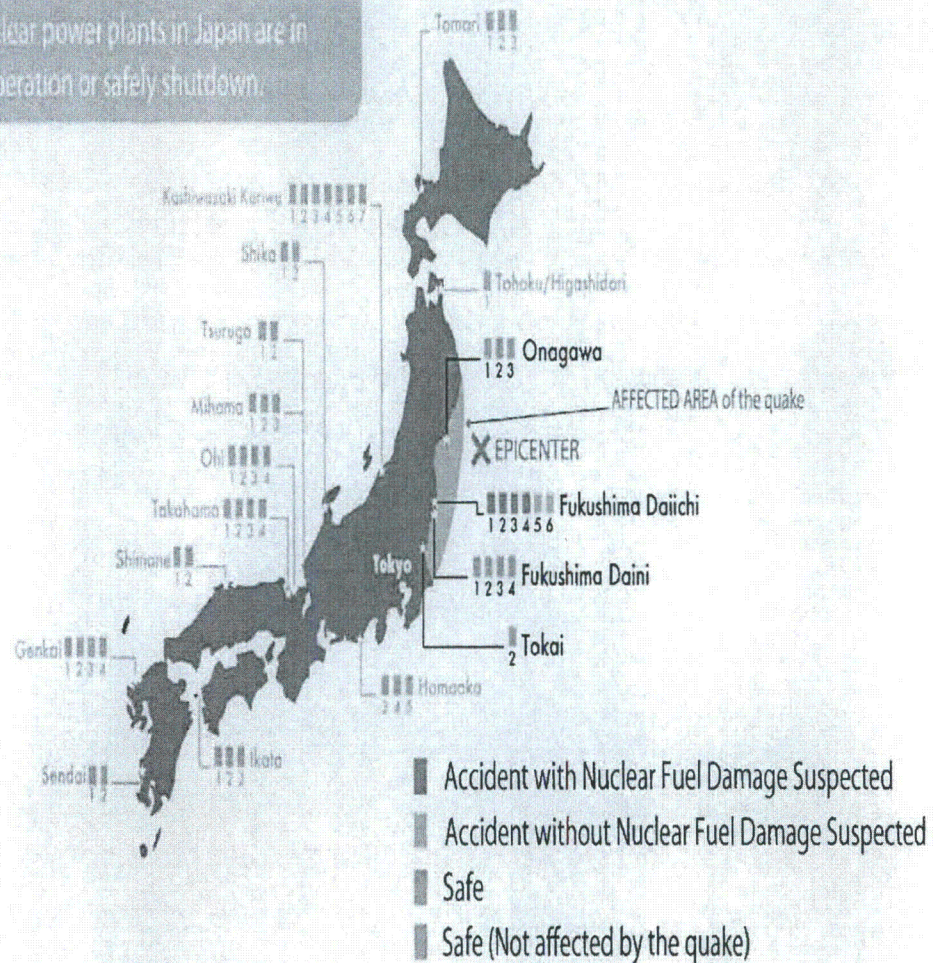 lear power plants in Japan are in
peration or safely shutdown.
Tomari
1 2 3
Kashiwasaki Kariwa
1 2 3 4 5 6 7
Shika
1 2
Tohoku/Higashidori
1
Tsuruga
1 2
1 2 3
Onagawa
Mihama
1 2 3
AFFECTED AREA of the quake
EPICENTER
Ohi
1 2 3 4
Takahama
1 2 3 4
1 2 3 4 5 6
Fukushima Daiichi
Shimane
1 2
Tokyo
1 2 3 4
Fukushima Daini
Genkai
1 2 3 4
2
Tokai
Hamaoka
3 4 5
Ikata
1 2 3
Sendai
1 2
Accident with Nuclear Fuel Damage Suspected
Accident without Nuclear Fuel Damage Suspected
Safe
Safe (Not affected by the quake)